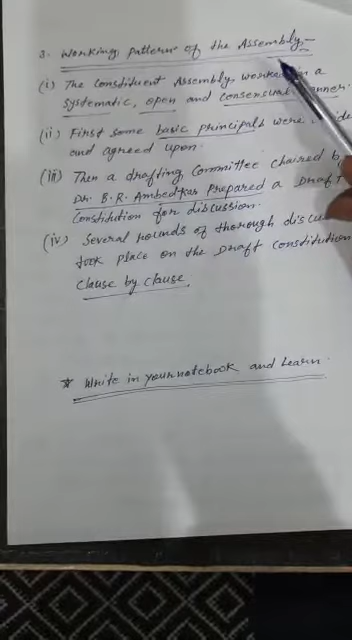 3. Working pattern of the Assembly,-
(i) The constituent Assembly, worked in a
systematic, open and consensual
(ii) First some basic principals were
and agreed upon.
(iii) Then a drafting Committee chaired by
Dr. B. R. Ambedkar Prepared a Draft
Constitution for discussion.
(iv) Several rounds of thorough
took place on the Draft constitution
Clause by clause.
* Write in your notebook and Learn.